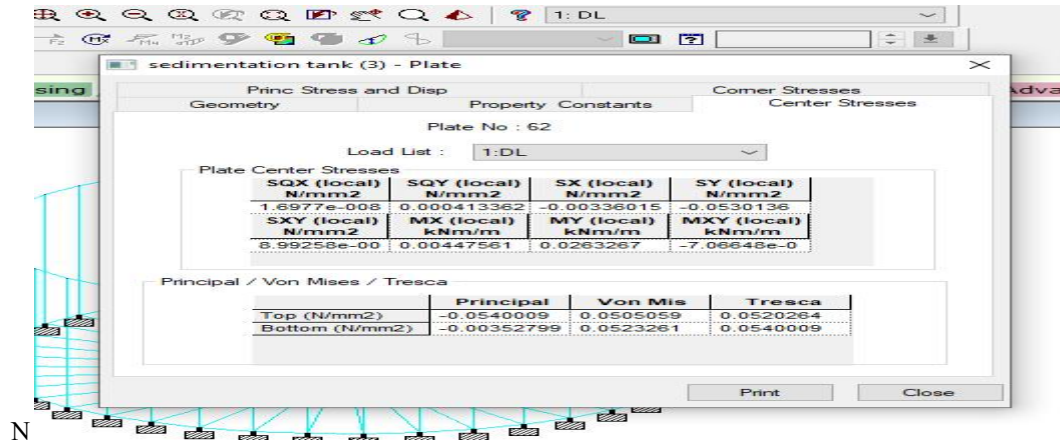 1: DL
F2 MX M4 M2 ?
sedimentation tank (3) - Plate
sing
Princ Stress and Disp Corner Stresses
Adva
Geometry Property Constants Center Stresses
Plate No : 62
Load List : 1:DL
Plate Center Stresses
SQX (local) SQY (local) SX (local) SY (local)
N/mm2 N/mm2 N/mm2 N/mm2
1.6977e-008 0.000413362 -0.00336015 -0.0530136
SXY (local) MX (local) MY (local) MXY (local)
N/mm2 kNm/m kNm/m kNm/m
8.99258e-00 0.00447561 0.0263267 -7.06648e-0
Principal / Von Mises / Tresca
Principal Von Mis Tresca
Top (N/mm2) -0.0540009 0.0505059 0.0520264
Bottom (N/mm2) -0.00352799 0.0523261 0.0540009
Print Close
N